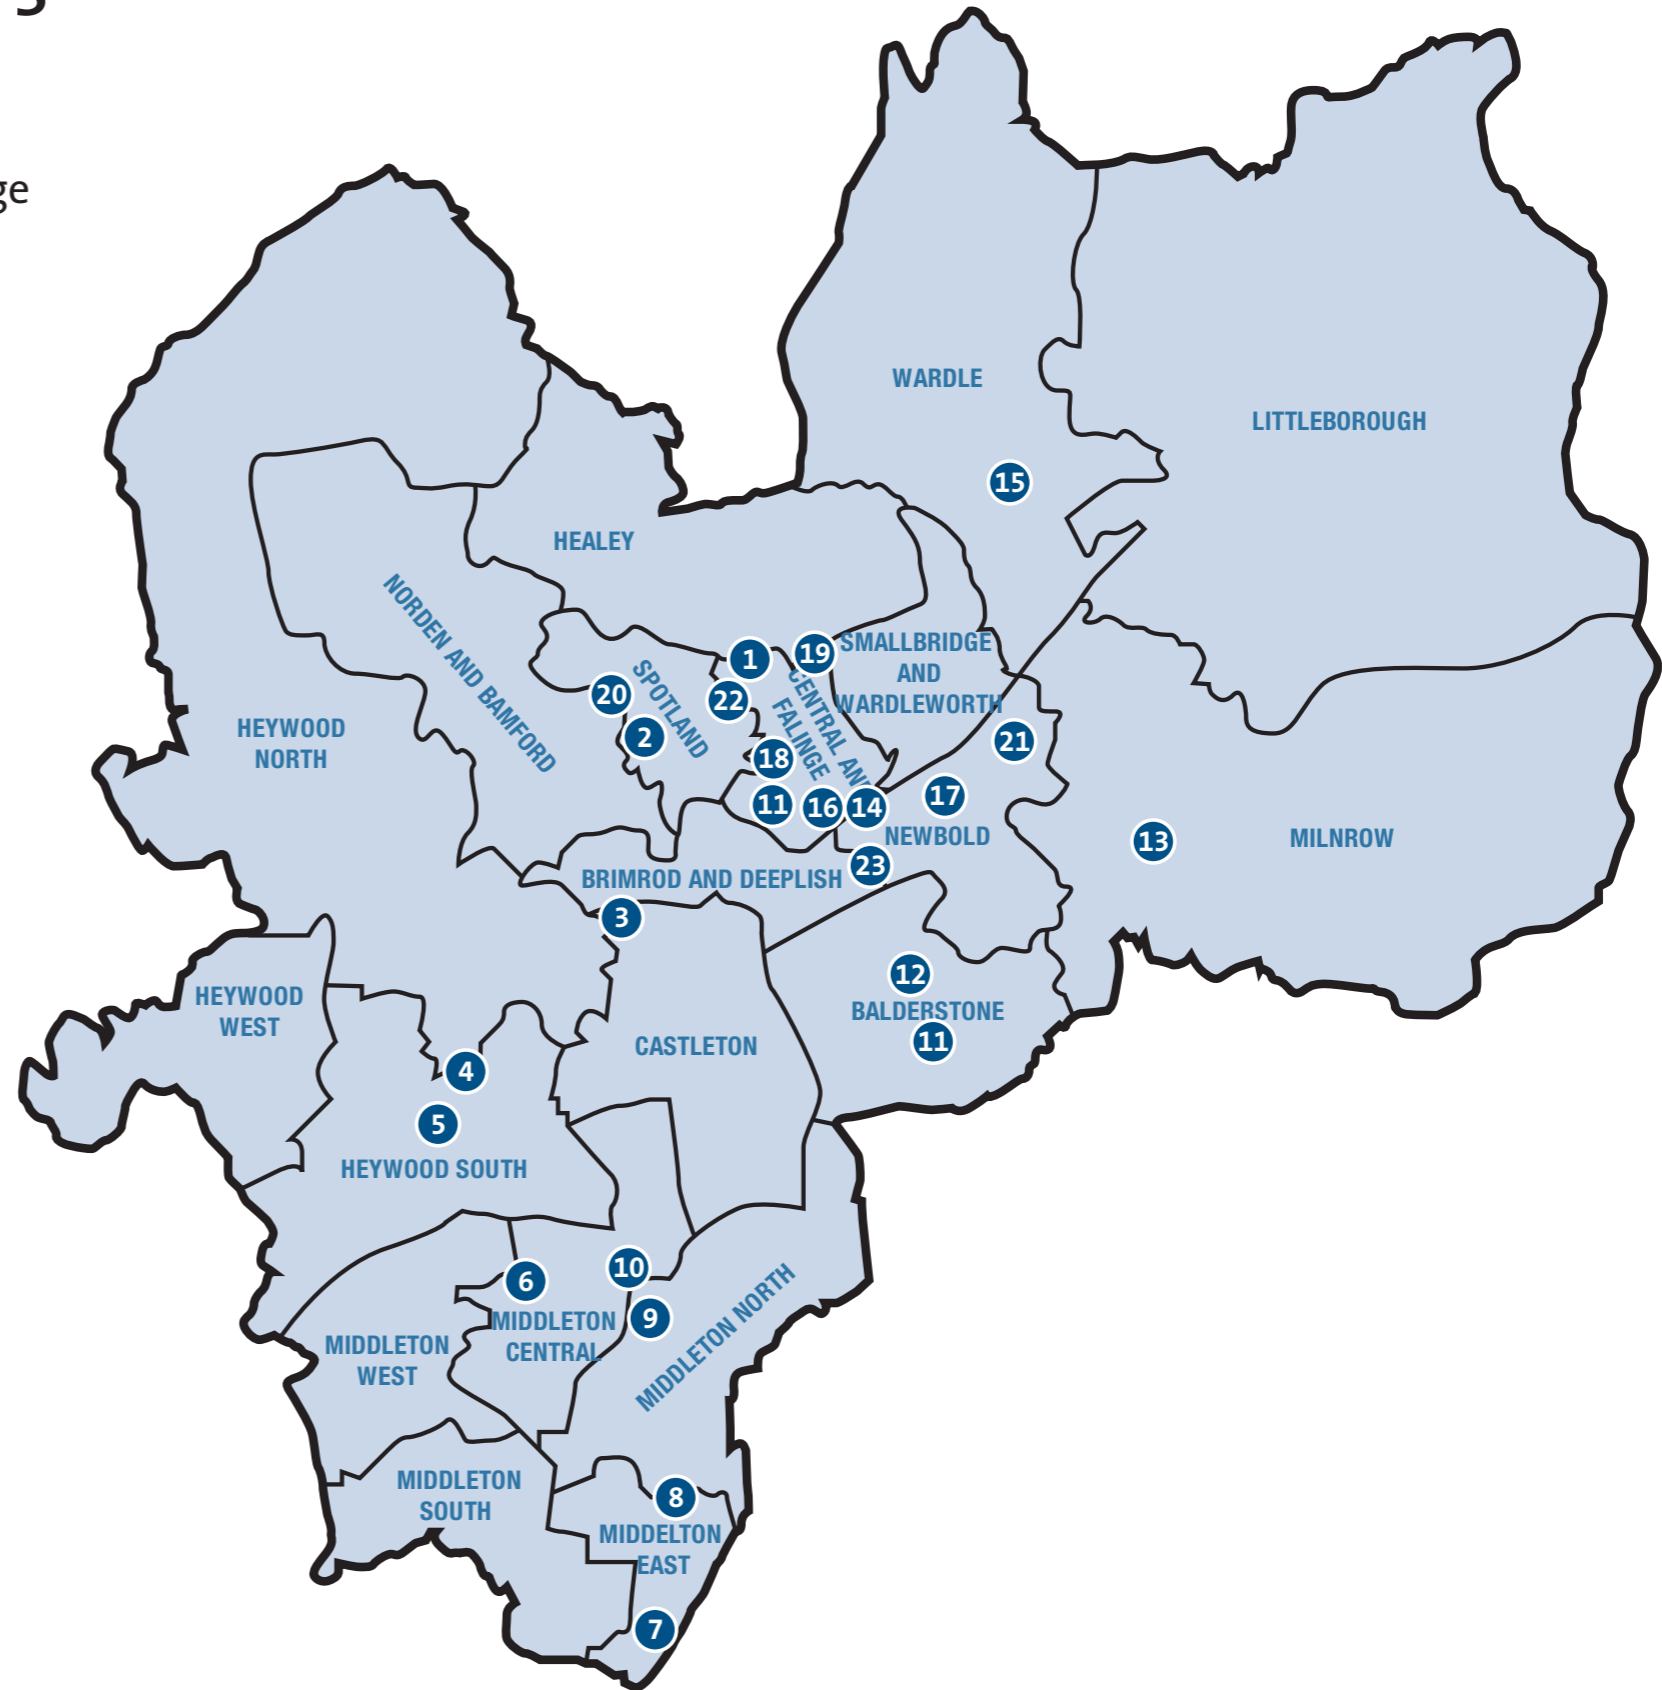 ge
WARDLE
LITTLEBOROUGH
15
HEALEY
NORDEN AND BAMFORD
SMALLBRIDGE
AND
WARDLEWORTH
1
19
SPOTLAND
20
22
CENTRAL AND
FALINGE
2
HEYWOOD
NORTH
21
18
17
11
16
14
NEWBOLD
13
MILNROW
23
BRIMROD AND DEEPLISH
3
12
HEYWOOD
WEST
BALDERSTONE
11
CASTLETON
4
5
HEYWOOD SOUTH
10
6
9
MIDDLETON
CENTRAL
MIDDLETON NORTH
MIDDLETON
WEST
MIDDLETON
SOUTH
8
MIDDELTON
EAST
7